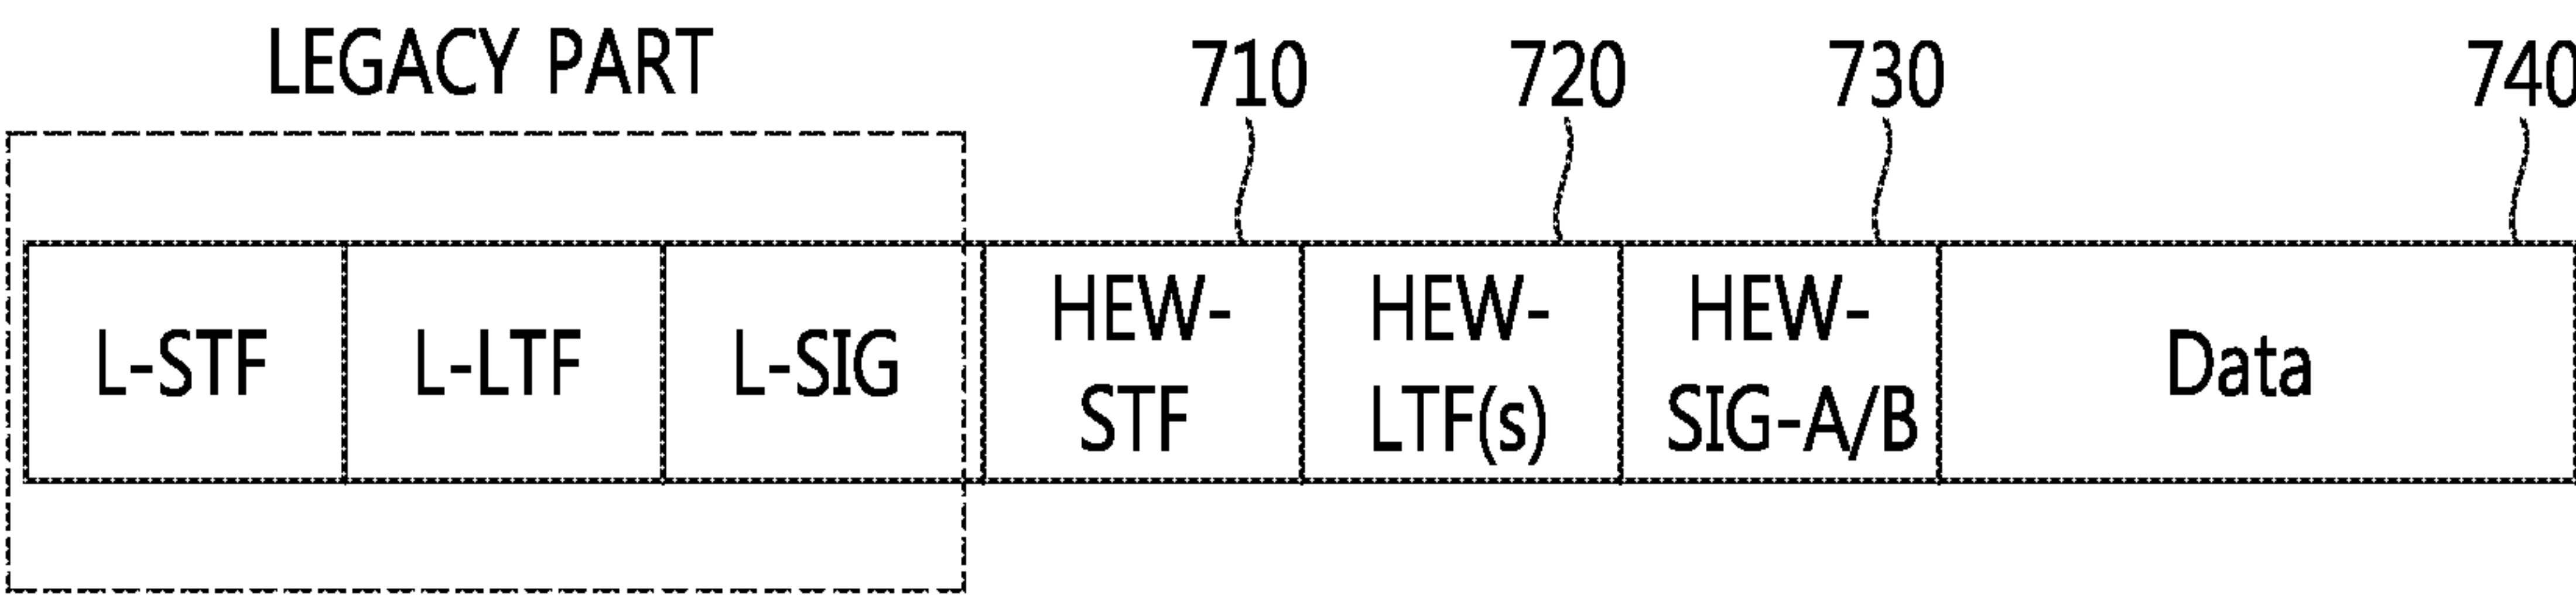 LEGACY PART
710
720
730
740
L-STF
L-LTF
L-SIG
HEW-
STF
HEW-
LTF(s)
HEW-
SIG-A/B
Data